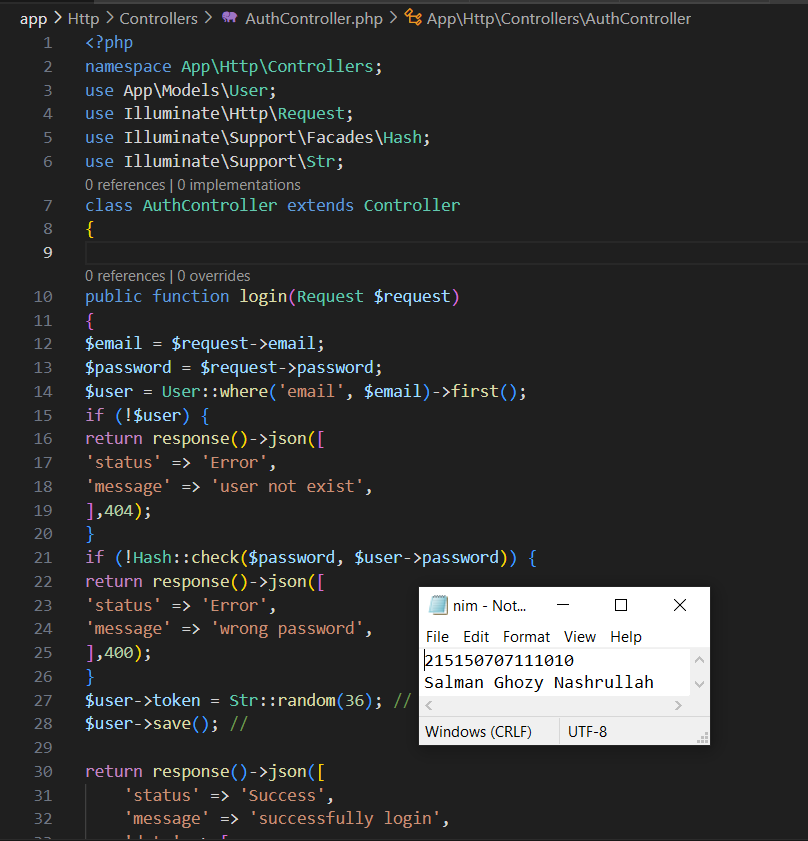 app > Http > Controllers > AuthController.php > App\Http\Controllers\AuthController
1 <?php
2 namespace App\Http\Controllers;
3 use App\Models\User;
4 use Illuminate\Http\Request;
5 use Illuminate\Support\Facades\Hash;
6 use Illuminate\Support\Str;
0 references | 0 implementations
7 class AuthController extends Controller
8 {
9
0 references | 0 overrides
10 public function login(Request $request)
11 {
12 $email = $request->email;
13 $password = $request->password;
14 $user = User::where('email', $email)->first();
15 if (!$user) {
16 return response()->json([
17 'status' => 'Error',
18 'message' => 'user not exist',
19 ],404);
20 }
21 if (!Hash::check($password, $user->password)) {
22 return response()->json([
23 'status' => 'Error',
24 'message' => 'wrong password',
25 ],400);
26 }
27 $user->token = Str::random(36); //
28 $user->save(); //
29
30 return response()->json([
31 'status' => 'Success',
32 'message' => 'successfully login',
nim - Not...
File Edit Format View Help
215150707111010
Salman Ghozy Nashrullah
Windows (CRLF) UTF-8